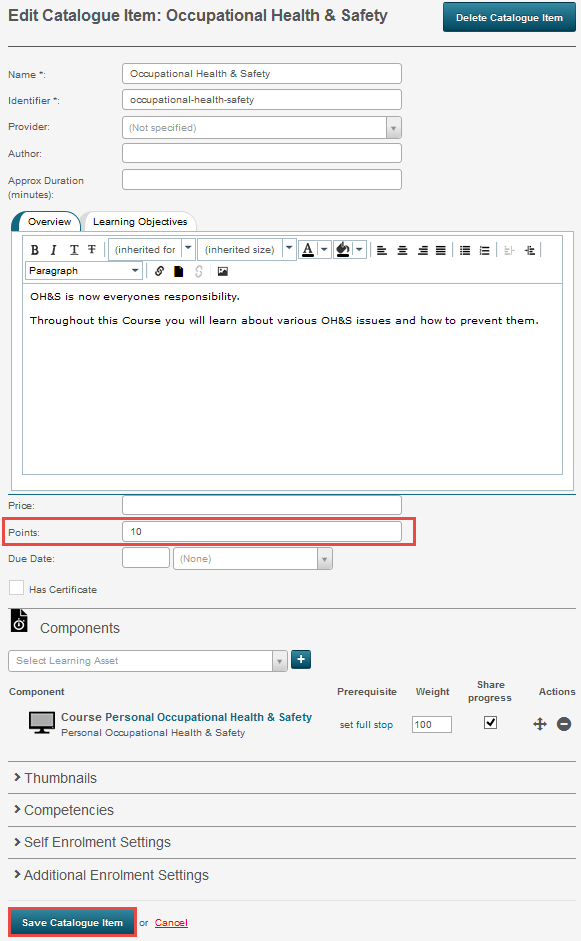 Edit Catalogue Item: Occupational Health & Safety
Delete Catalogue Item
Name *:
Occupational Health & Safety
Identifier *:
occupational-health-safety
Provider:
(Not specified)
Author:
Approx Duration
(minutes):
Overview
Learning Objectives
B I T T (inherited for (inherited size) A
Paragraph
OH&S is now everyones responsibility.
Throughout this Course you will learn about various OH&S issues and how to prevent them.
Price:
Points:
10
Due Date:
(None)
Has Certificate
Components
Select Learning Asset
+
Component Prerequisite Weight Share progress Actions
Course Personal Occupational Health & Safety
Personal Occupational Health & Safety
set full stop
100
Thumbnails
Competencies
Self Enrolment Settings
Additional Enrolment Settings
Save Catalogue Item or Cancel